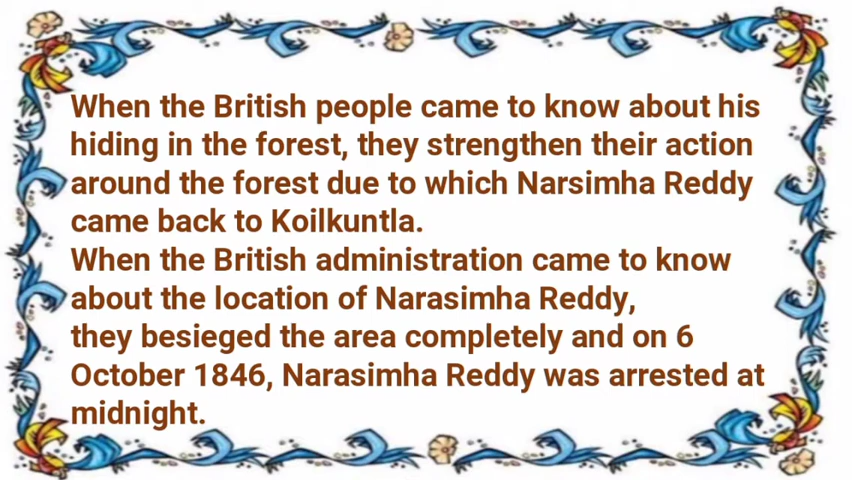 When the British people came to know about his
hiding in the forest, they strengthen their action
around the forest due to which Narsimha Reddy
came back to Koilkuntla.
When the British administration came to know
about the location of Narasimha Reddy,
they besieged the area completely and on 6
October 1846, Narasimha Reddy was arrested at
midnight.